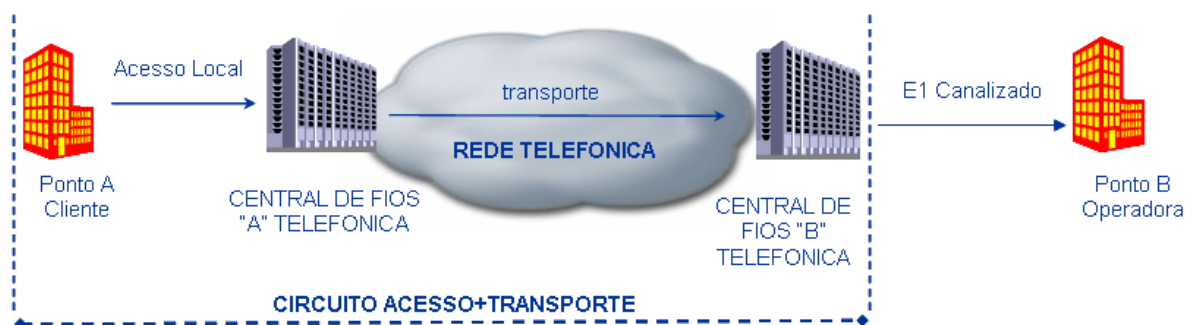 Acesso Local
transporte
E1 Canalizado
REDE TELEFONICA
Ponto A
Cliente
CENTRAL DE FIOS
"A" TELEFONICA
CENTRAL DE
FIOS "B"
TELEFONICA
Ponto B
Operadora
CIRCUITO ACESSO+TRANSPORTE